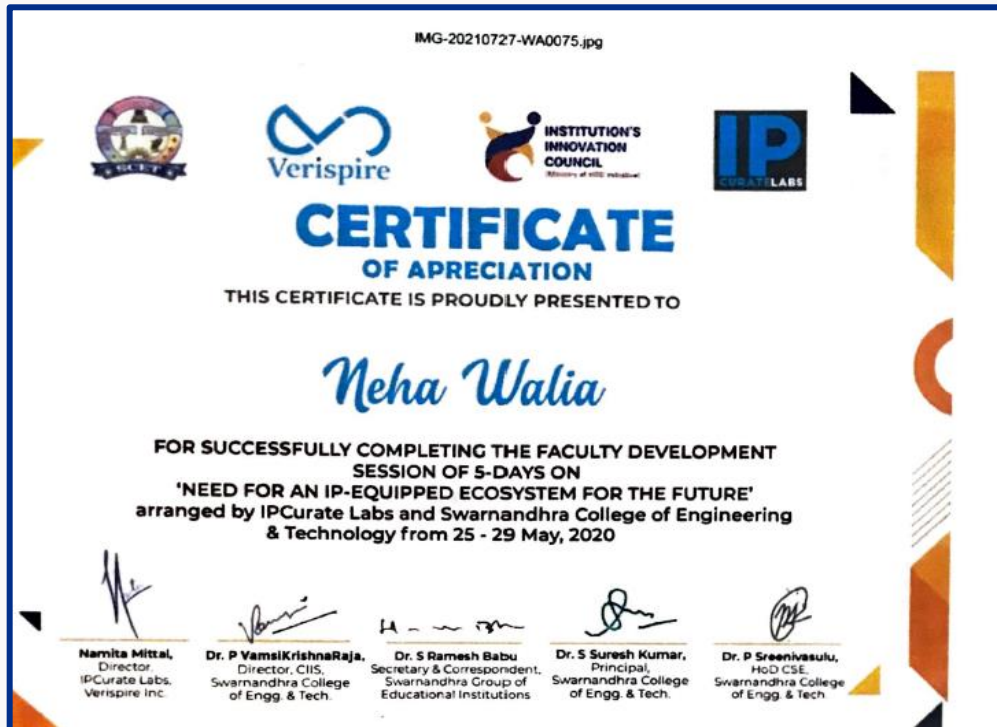 IMG-20210727-WA0075.jpg
Verispire
INSTITUTION'S
INNOVATION
COUNCIL
(Ministry of HRD Initiative)
IP
CURATELABS
CERTIFICATE
OF APRECIATION
THIS CERTIFICATE IS PROUDLY PRESENTED TO
Neha Walia
FOR SUCCESSFULLY COMPLETING THE FACULTY DEVELOPMENT
SESSION OF 5-DAYS ON
'NEED FOR AN IP-EQUIPPED ECOSYSTEM FOR THE FUTURE'
arranged by IPCurate Labs and Swarnandhra College of Engineering
& Technology from 25 - 29 May, 2020
Namita Mittal,
Director,
IPCurate Labs,
Verispire Inc.
Dr. P VamsiKrishnaRaja,
Director, CIIS,
Swarnandhra College
of Engg. & Tech.
Dr. S Ramesh Babu
Secretary & Correspondent,
Swarnandhra Group of
Educational Institutions
Dr. S Suresh Kumar,
Principal,
Swarnandhra College
of Engg. & Tech.
Dr. P Sreenivasulu,
HoD CSE,
Swarnandhra College
of Engg. & Tech.